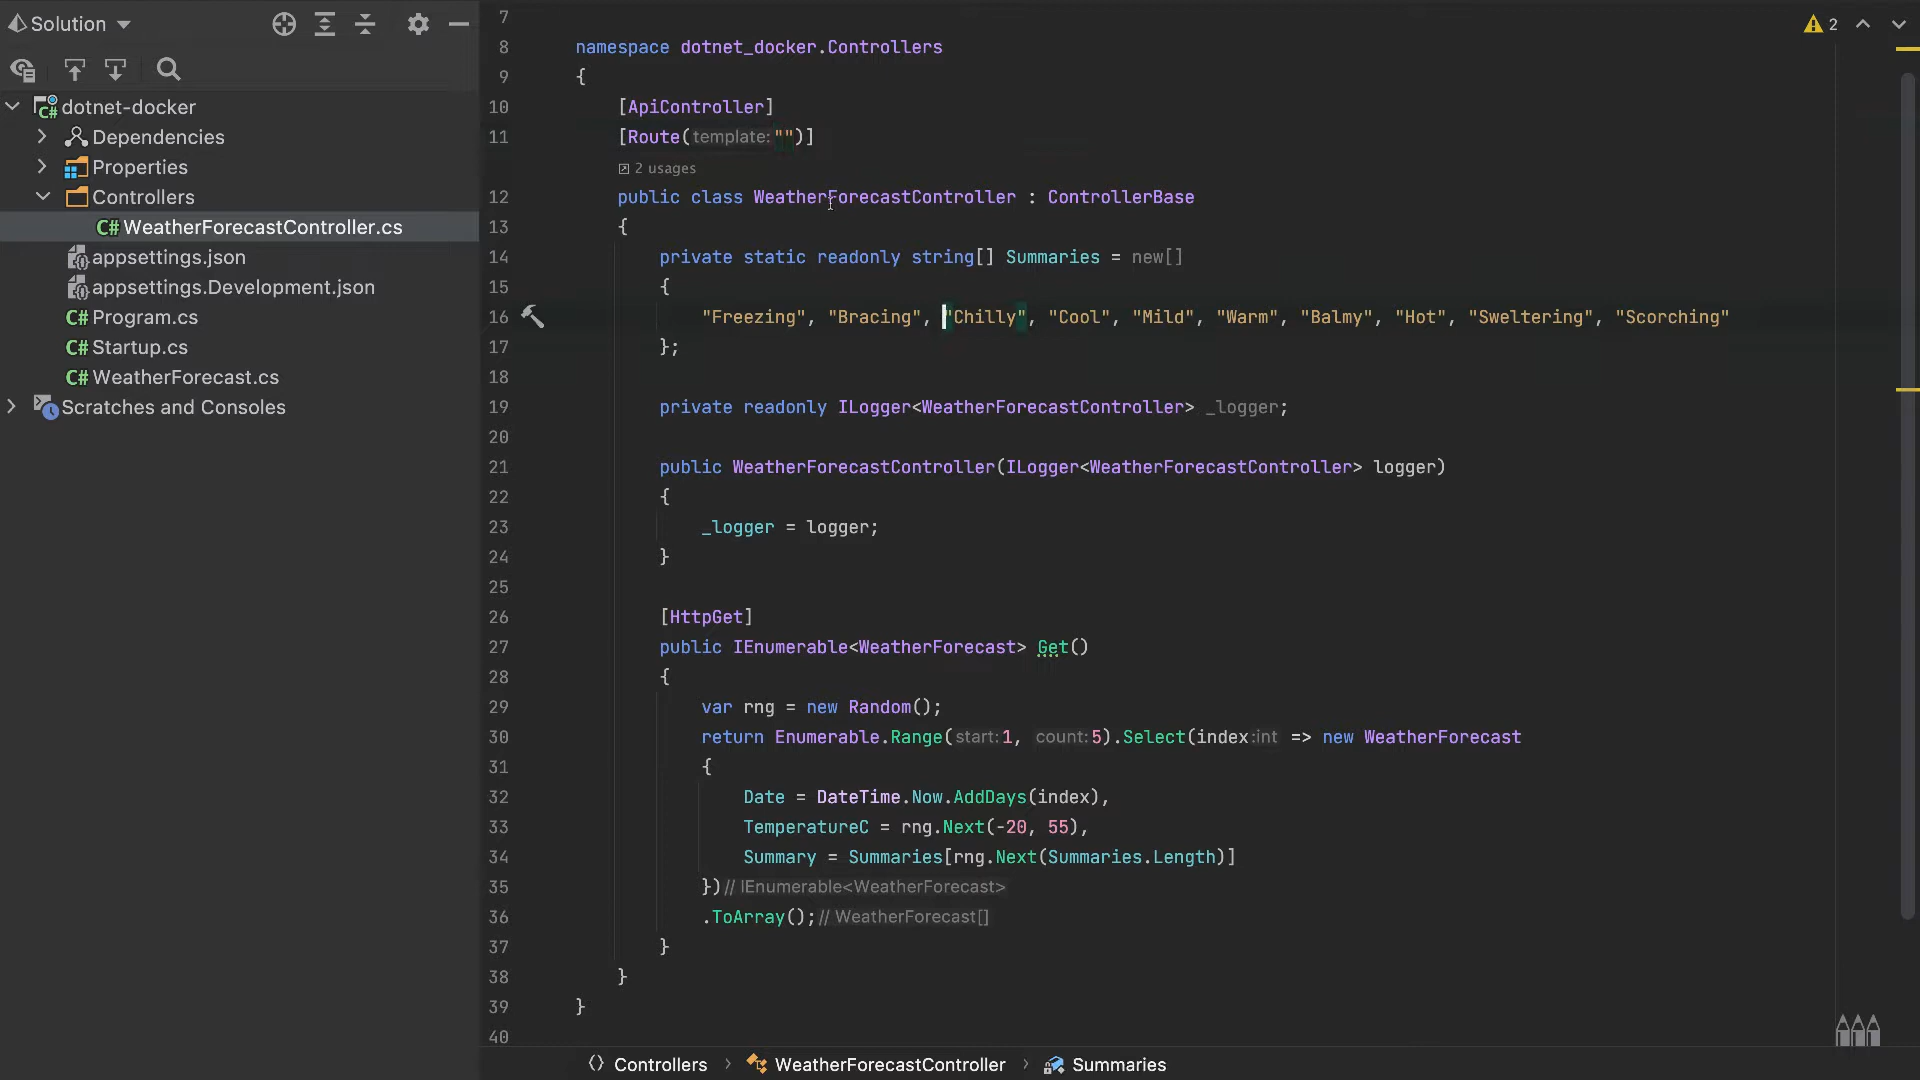 Solution
dotnet-docker
Dependencies
Properties
Controllers
C# WeatherForecastController.cs
appsettings.json
appsettings.Development.json
C# Program.cs
C# Startup.cs
C# WeatherForecast.cs
Scratches and Consoles
2
7
8 namespace dotnet_docker.Controllers
9 {
10 [ApiController]
11 [Route(template:"")]
2 usages
12 public class WeatherForecastController : ControllerBase
13 {
14 private static readonly string[] Summaries = new[]
15 {
16 "Freezing", "Bracing", "Chilly", "Cool", "Mild", "Warm", "Balmy", "Hot", "Sweltering", "Scorching"
17 };
18
19 private readonly ILogger<WeatherForecastController> _logger;
20
21 public WeatherForecastController(ILogger<WeatherForecastController> logger)
22 {
23 _logger = logger;
24 }
25
26 [HttpGet]
27 public IEnumerable<WeatherForecast> Get()
28 {
29 var rng = new Random();
30 return Enumerable.Range(start:1, count:5).Select(index:int => new WeatherForecast
31 {
32 Date = DateTime.Now.AddDays(index),
33 TemperatureC = rng.Next(-20, 55),
34 Summary = Summaries[rng.Next(Summaries.Length)]
35 })// IEnumerable<WeatherForecast>
36 .ToArray();// WeatherForecast[]
37 }
38 }
39 }
40
Controllers > WeatherForecastController > Summaries